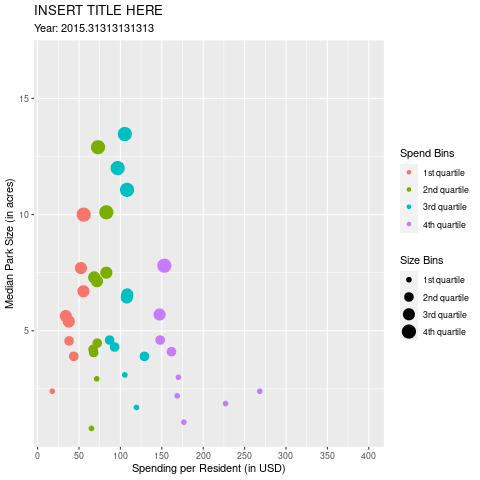 INSERT TITLE HERE
Year: 2015.31313131313
15
10
5
Median Park Size (in acres)
0 50 100 150 200 250 300 350 400
Spending per Resident (in USD)
Spend Bins
1st quartile
2nd quartile
3rd quartile
4th quartile
Size Bins
1st quartile
2nd quartile
3rd quartile
4th quartile